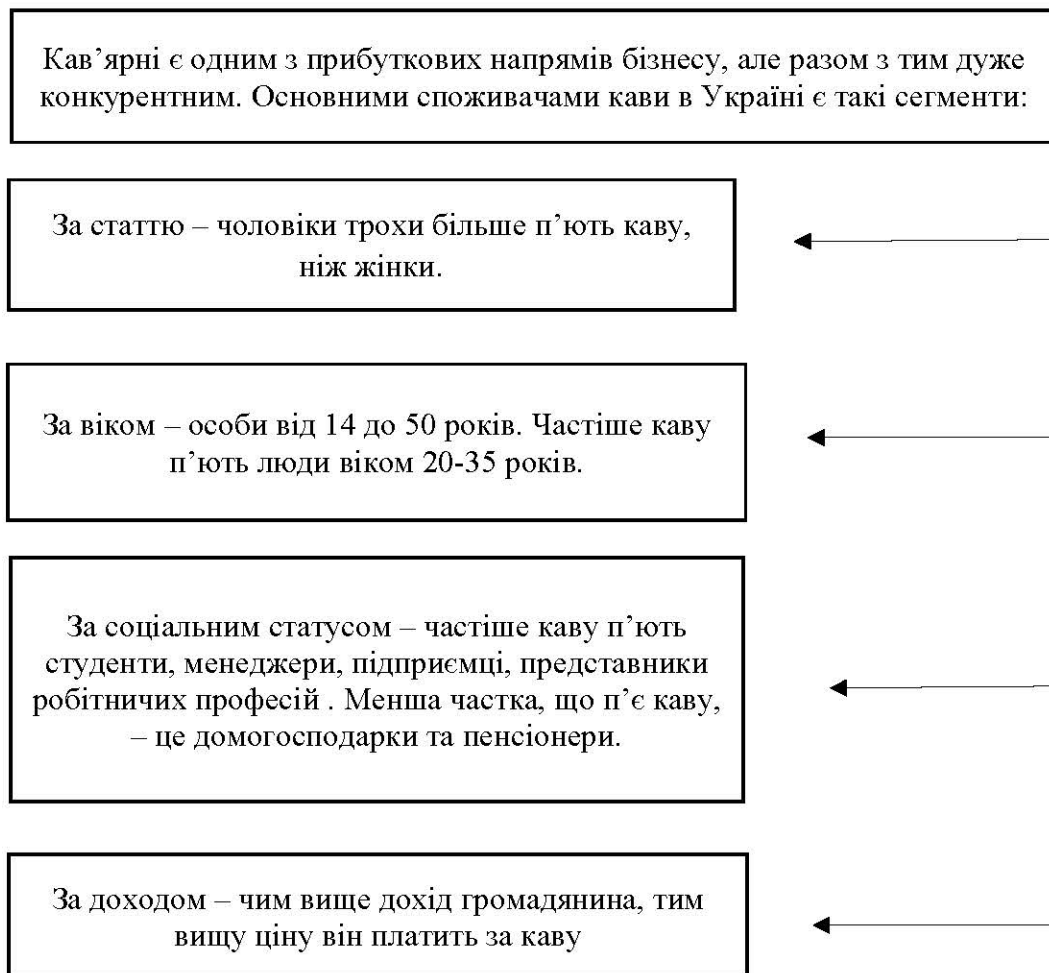 Кав’ярні є одним з прибуткових напрямів бізнесу, але разом з тим дуже
конкурентним. Основними споживачами кави в Україні є такі сегменти:
За статтю – чоловіки трохи більше п’ють каву,
ніж жінки.
За віком – особи від 14 до 50 років. Частіше каву
п’ють люди віком 20-35 років.
За соціальним статусом – частіше каву п’ють
студенти, менеджери, підприємці, представники
робітничих професій . Менша частка, що п’є каву,
– це домогосподарки та пенсіонери.
За доходом – чим вище дохід громадянина, тим
вищу ціну він платить за каву